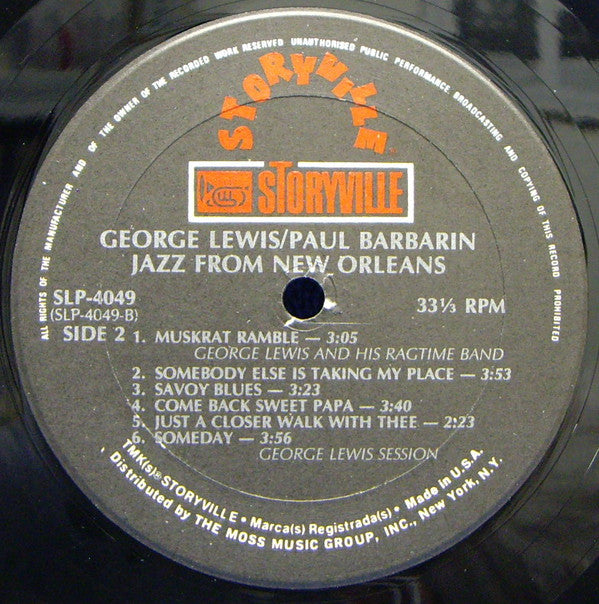 ALL RIGHTS OF THE MANUFACTURER AND OF THE OWNER OF THE RECORDED WORK RESERVED UNAUTHORISED PUBLIC PERFORMANCE BROADCASTING AND COPYING OF THIS RECORD PROHIBITED
STORYVILLE
STORYVILLE
GEORGE LEWIS/PAUL BARBARIN
JAZZ FROM NEW ORLEANS
SLP-4049
33⅓ RPM
(SLP-4049-B)
SIDE 2
1. MUSKRAT RAMBLE — 3:05
GEORGE LEWIS AND HIS RAGTIME BAND
2. SOMEBODY ELSE IS TAKING MY PLACE — 3:53
3. SAVOY BLUES — 3:23
4. COME BACK SWEET PAPA — 3:40
5. JUST A CLOSER WALK WITH THEE — 2:23
6. SOMEDAY — 3:56
GEORGE LEWIS SESSION
TMK(s)® STORYVILLE • Marca(s) Registrada(s) • Made in U.S.A.
Distributed by THE MOSS MUSIC GROUP, INC., New York, N.Y.